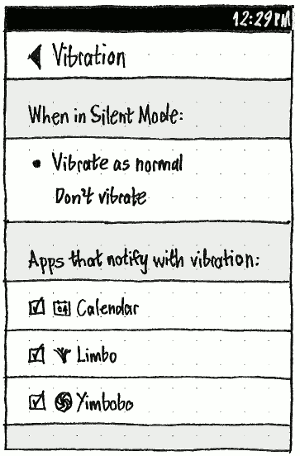 12:29PM
Vibration
When in Silent Mode:
• Vibrate as normal
Don't vibrate
Apps that notify with vibration:
Calendar
Limbo
Yimbobo